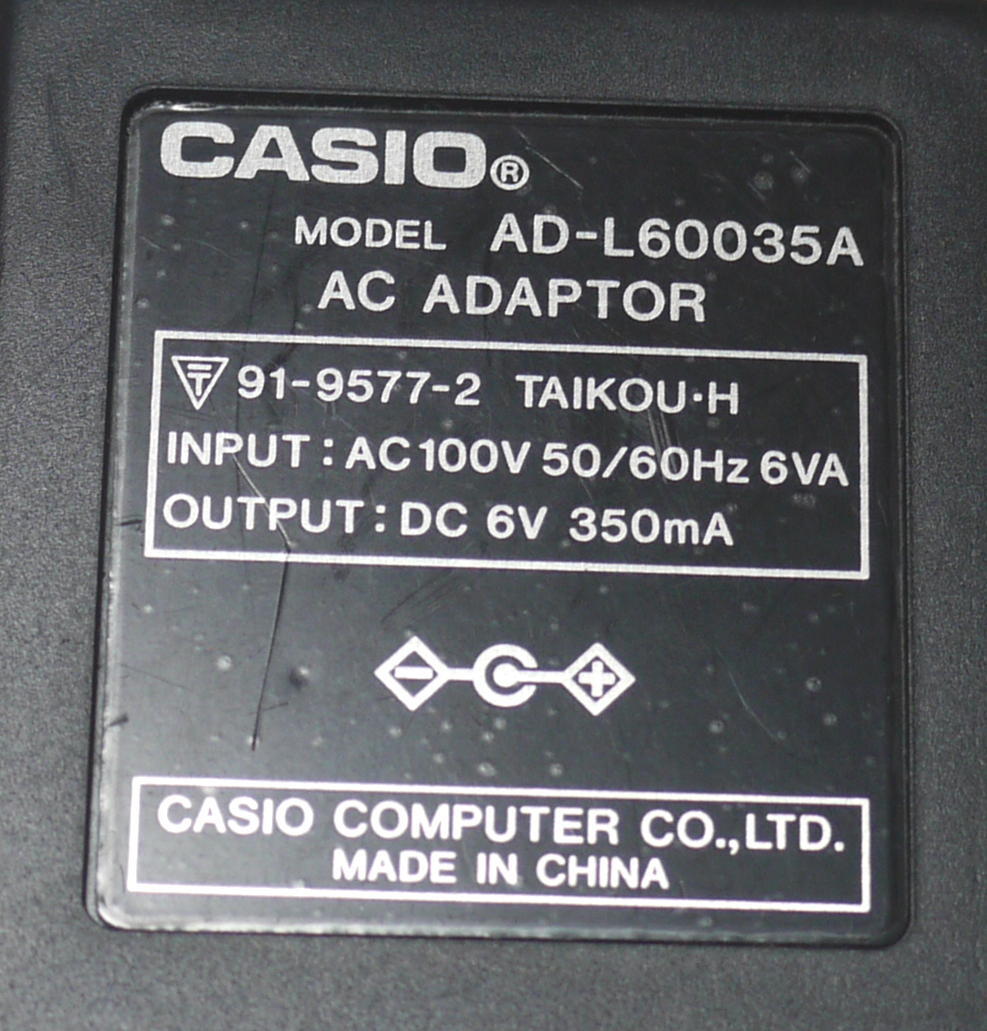 CASIO®
MODEL AD-L60035A
AC ADAPTOR
91-9577-2 TAIKOU·H
INPUT : AC100V 50/60Hz 6VA
OUTPUT : DC 6V 350mA
CASIO COMPUTER CO.,LTD.
MADE IN CHINA